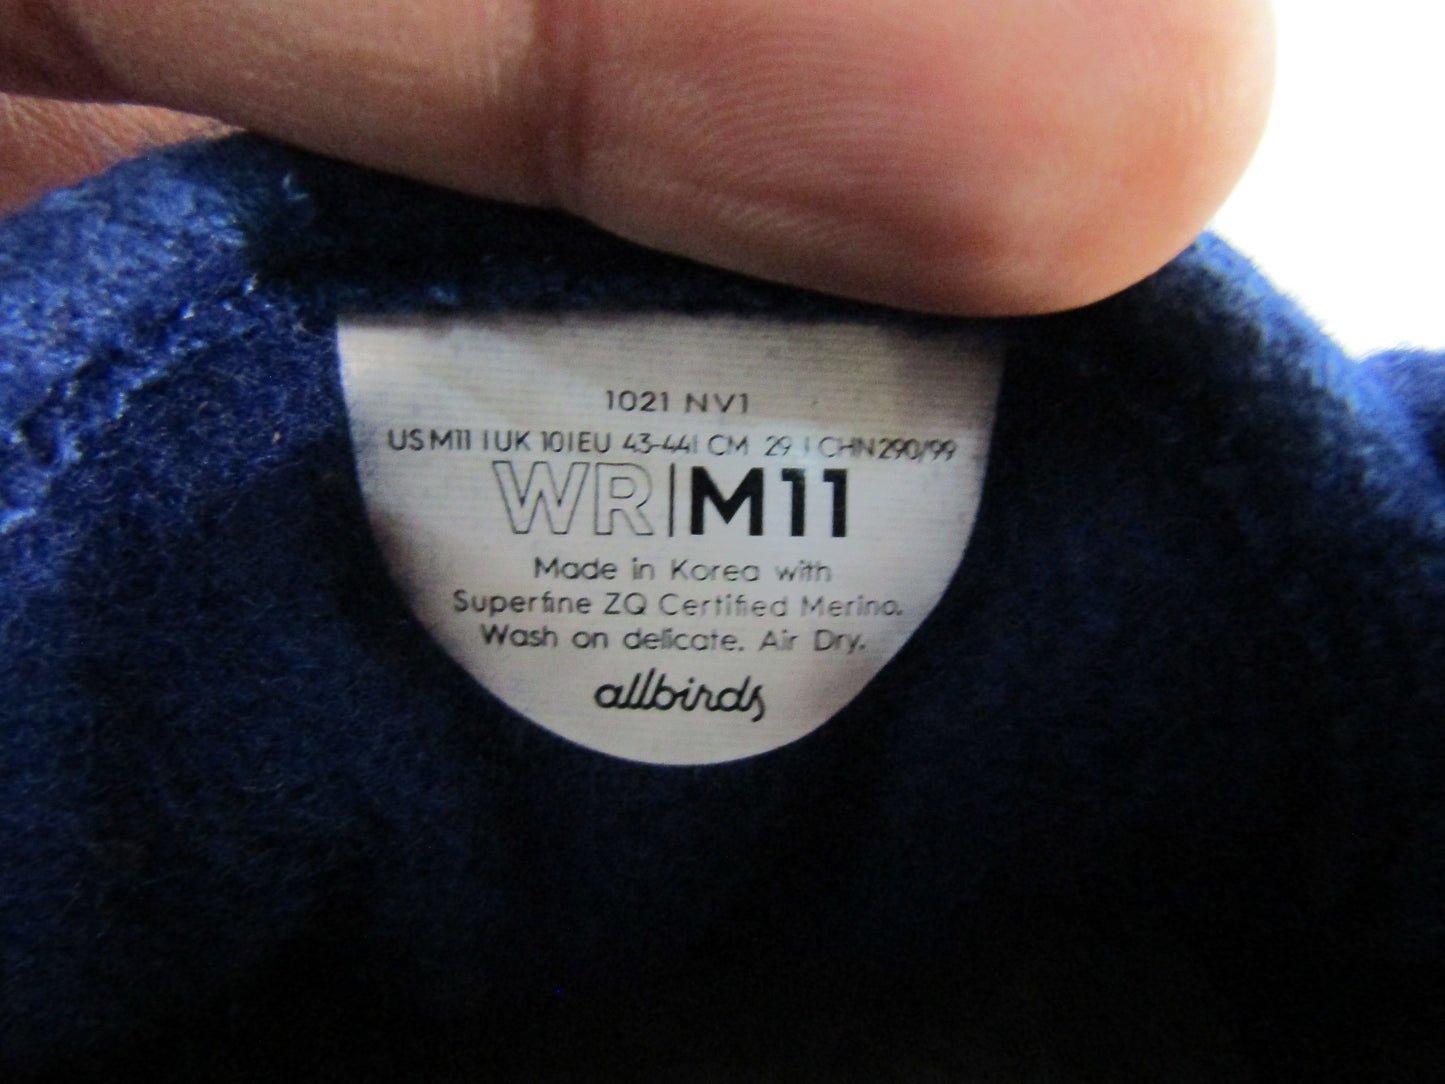 1021 NV1
US M11 | UK 10 | EU 43-44 | CM 29 | CHN 290/99
WR | M11
Made in Korea with
Superfine ZQ Certified Merino.
Wash on delicate. Air Dry.
allbirds